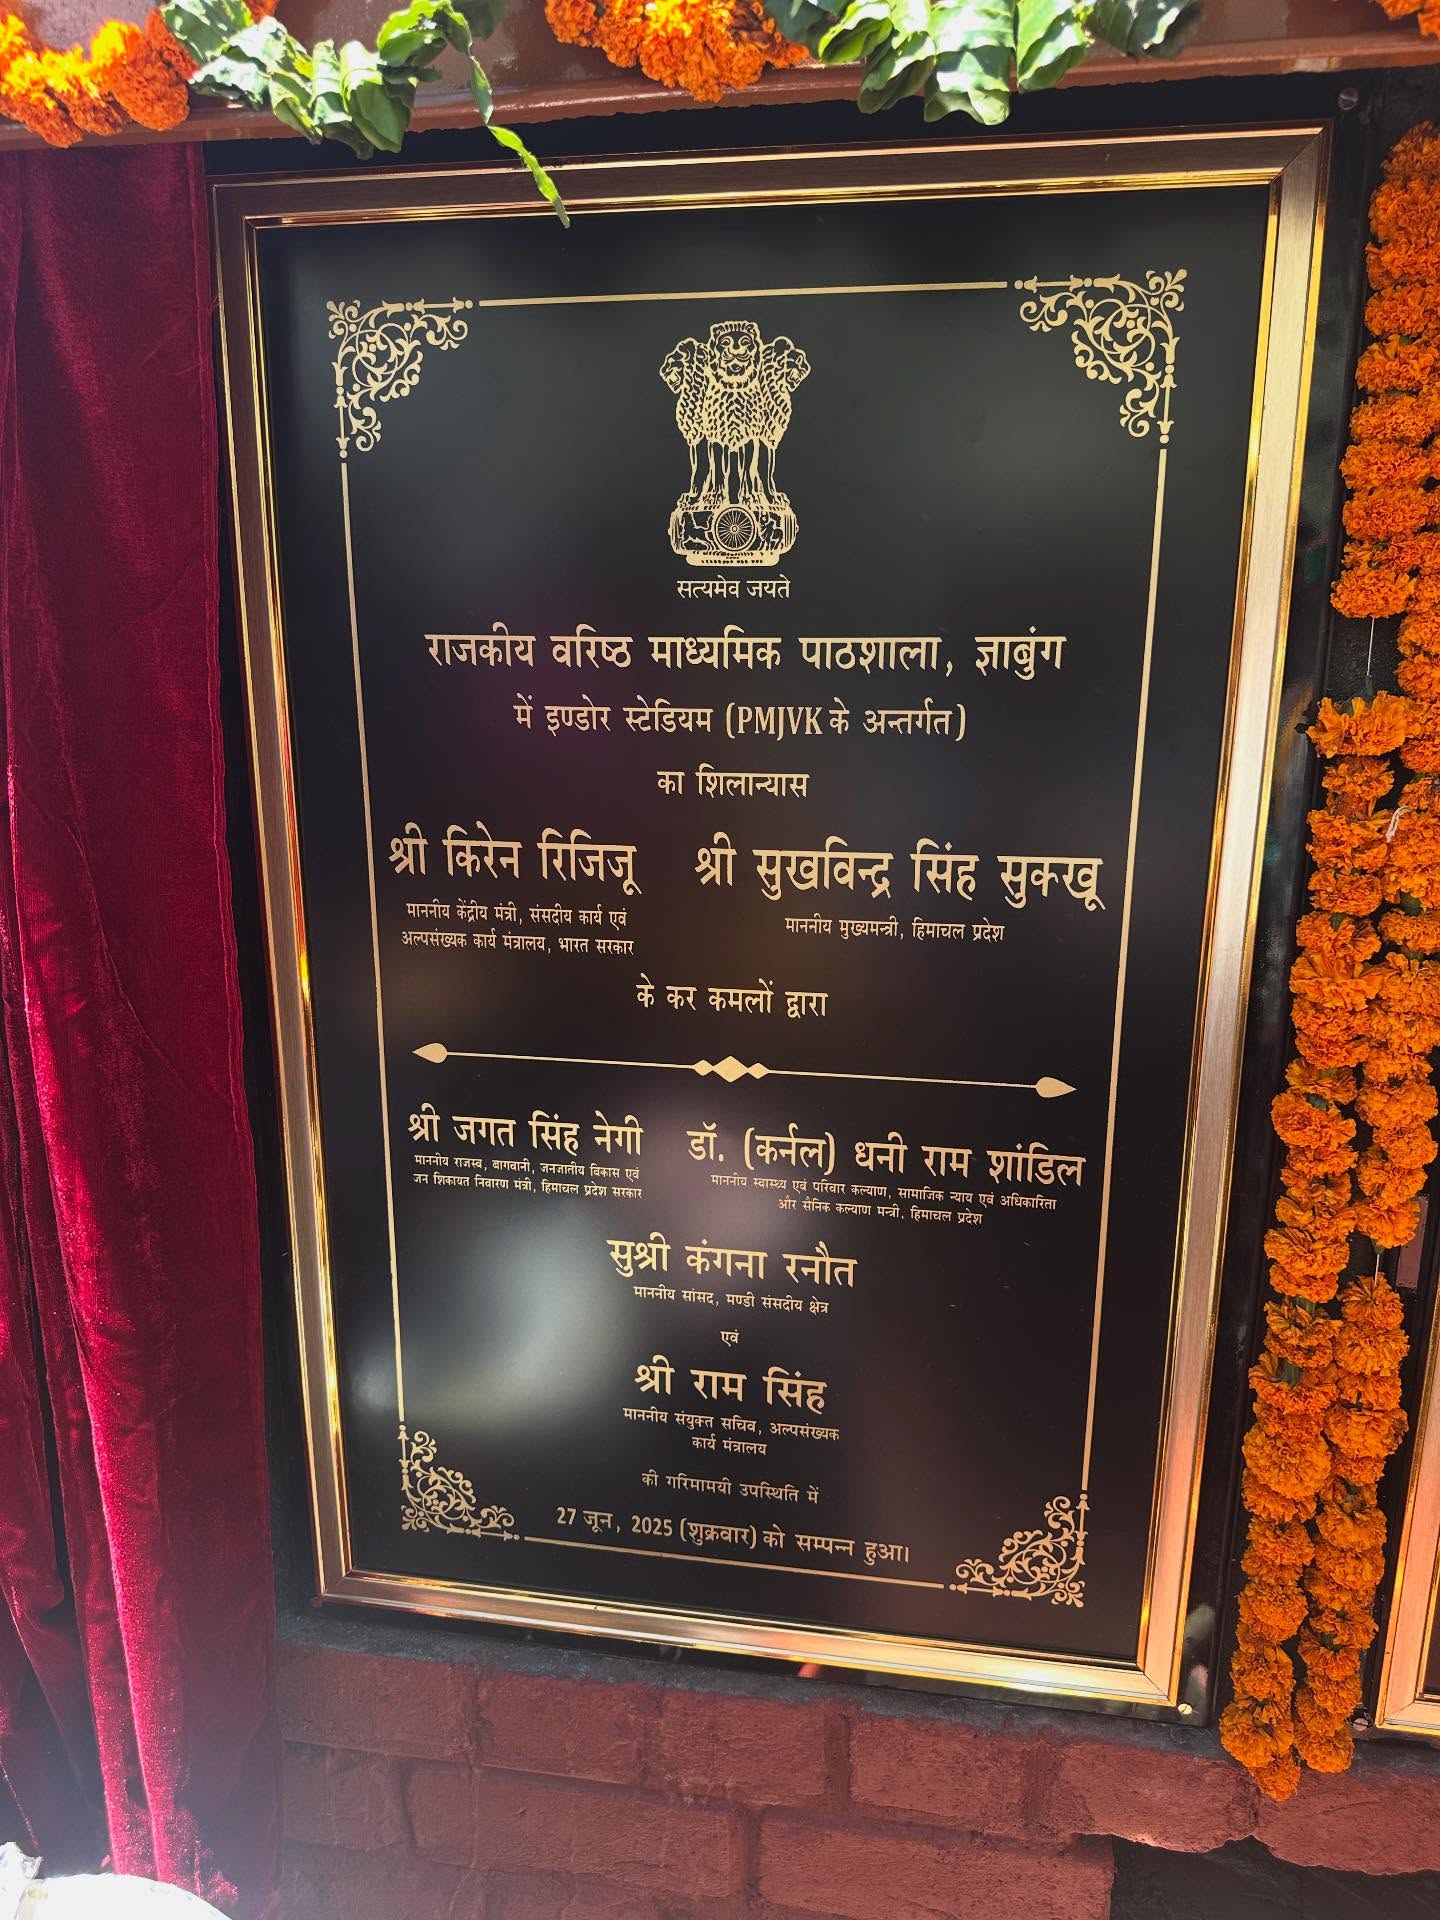 सत्यमेव जयते
राजकीय वरिष्ठ माध्यमिक पाठशाला, ज्ञाबुंग
में इण्डोर स्टेडियम (PMJVK के अन्तर्गत)
का शिलान्यास
श्री किरेन रिजिजू
माननीय केंद्रीय मंत्री, संसदीय कार्य एवं
अल्पसंख्यक कार्य मंत्रालय, भारत सरकार
श्री सुखविन्द्र सिंह सुक्खू
माननीय मुख्यमन्त्री, हिमाचल प्रदेश
के कर कमलों द्वारा
श्री जगत सिंह नेगी
माननीय राजस्व, बागवानी, जनजातीय विकास एवं
जन शिकायत निवारण मंत्री, हिमाचल प्रदेश सरकार
डॉ. (कर्नल) धनी राम शांडिल
माननीय स्वास्थ्य एवं परिवार कल्याण, सामाजिक न्याय एवं अधिकारिता
और सैनिक कल्याण मन्त्री, हिमाचल प्रदेश
सुश्री कंगना रनौत
माननीय सांसद, मण्डी संसदीय क्षेत्र
एवं
श्री राम सिंह
माननीय संयुक्त सचिव, अल्पसंख्यक
कार्य मंत्रालय
की गरिमामयी उपस्थिति में
27 जून, 2025 (शुक्रवार) को सम्पन्न हुआ।